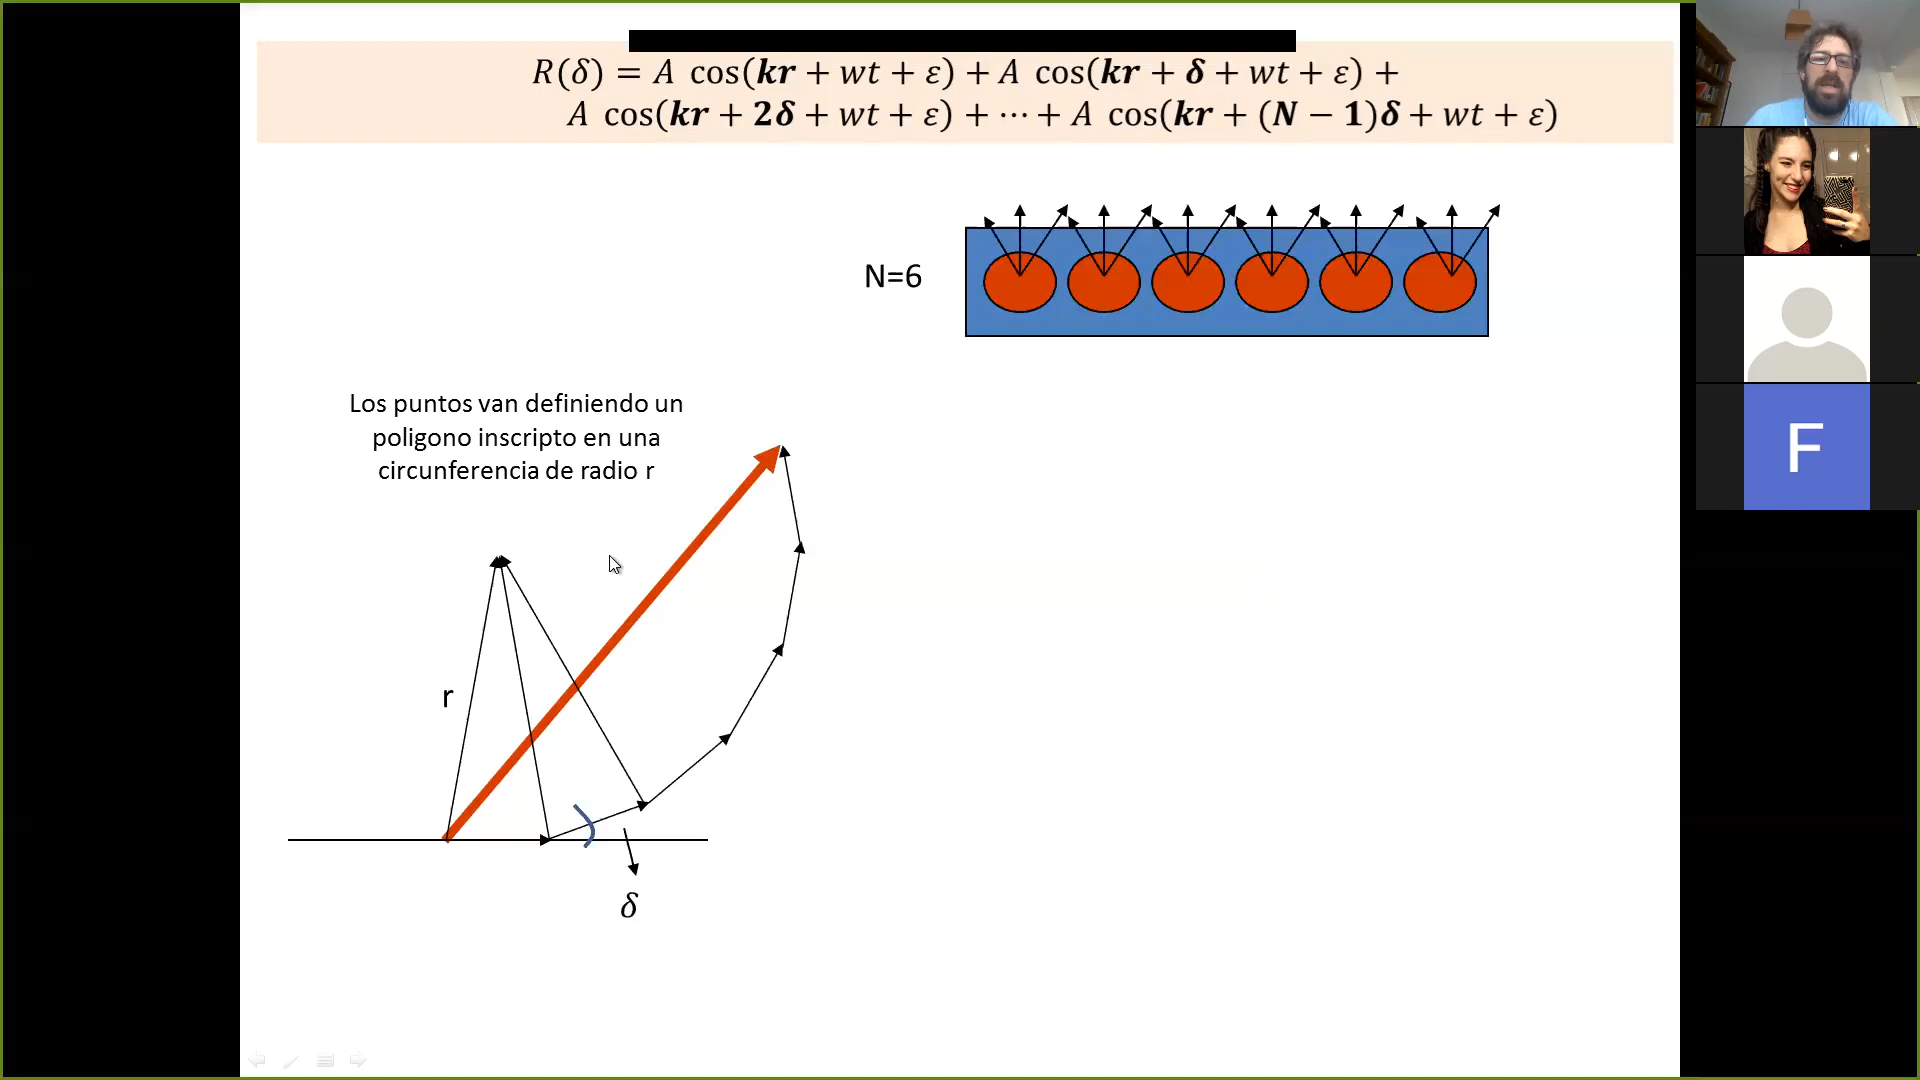 R(δ) = A cos(kr + wt + ε) + A cos(kr + δ + wt + ε) +
A cos(kr + 2δ + wt + ε) + ⋯ + A cos(kr + (N − 1)δ + wt + ε)
N=6
Los puntos van definiendo un
poligono inscripto en una
circunferencia de radio r
r
δ
F